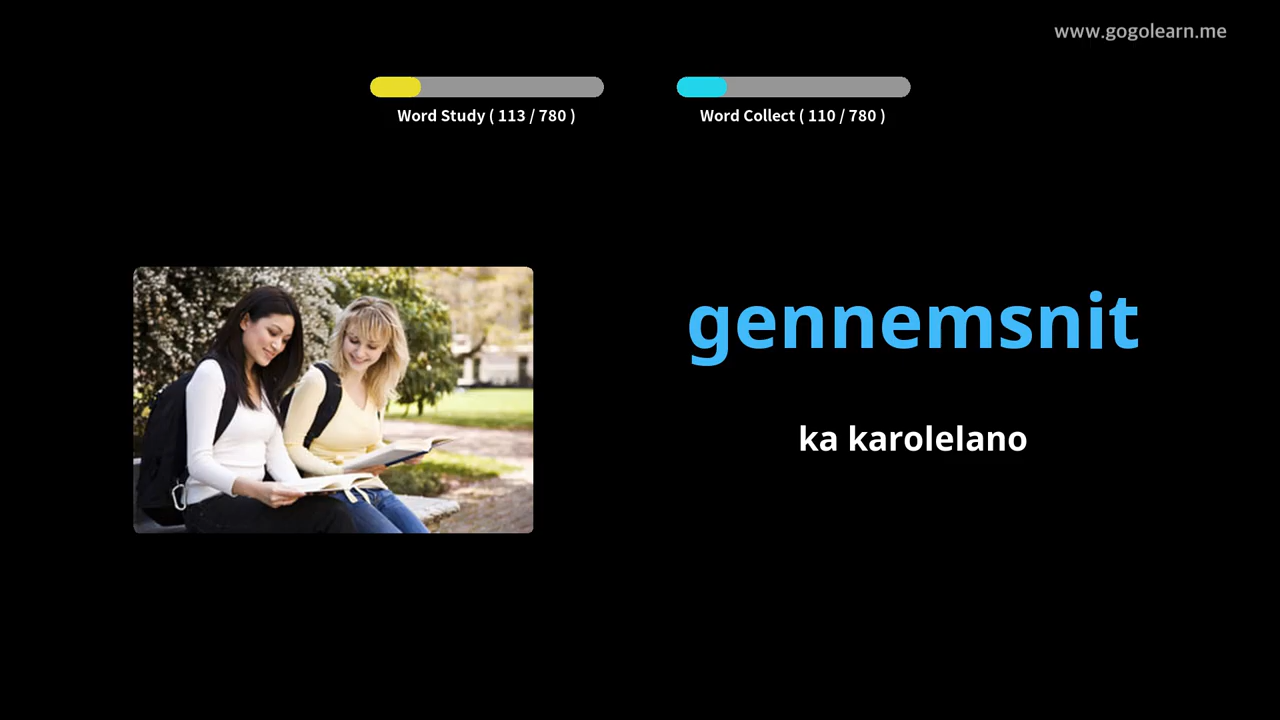 www.gogolearn.me
Word Study ( 113 / 780 )
Word Collect ( 110 / 780 )
gennemsnit
ka karolelano